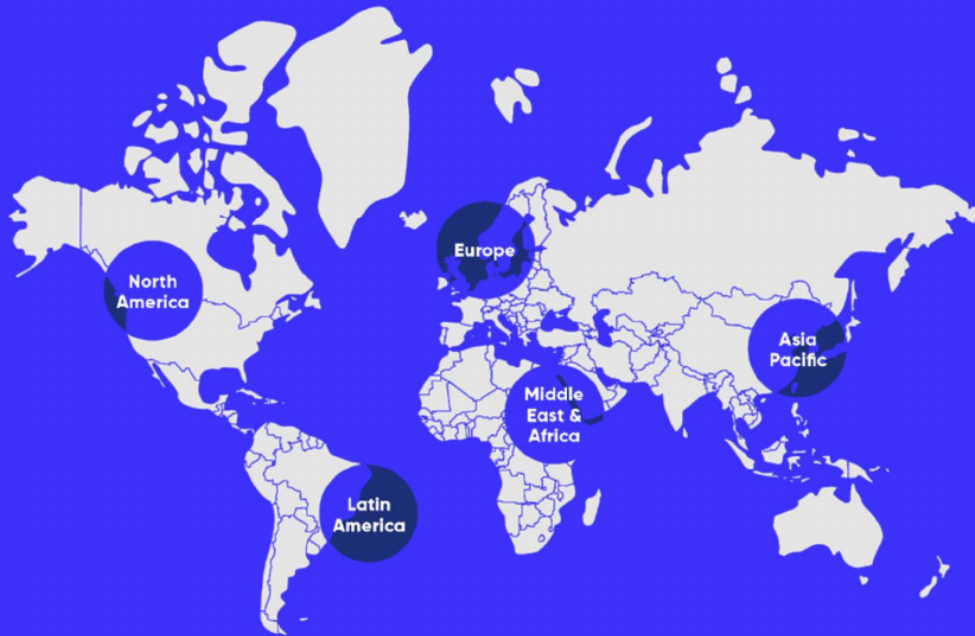 Europe
North
America
Asia
Pacific
Middle
East &
Africa
Latin
America